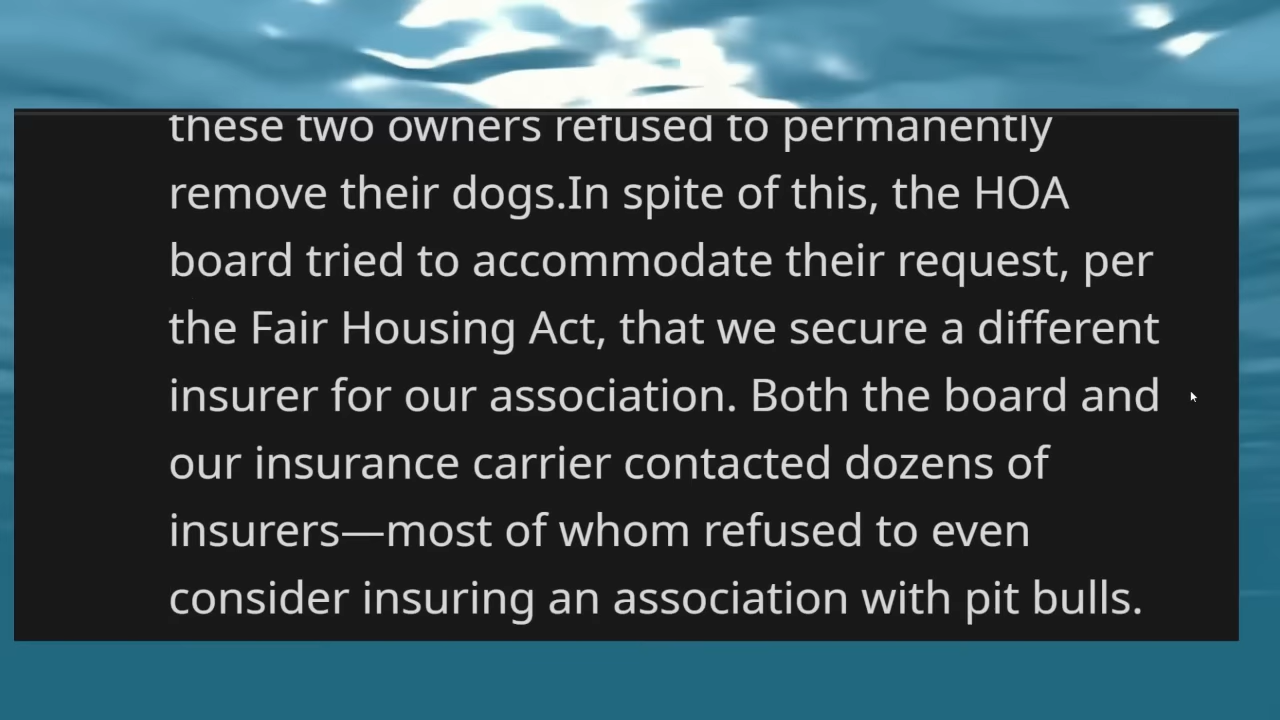 these two owners refused to permanently
remove their dogs.In spite of this, the HOA
board tried to accommodate their request, per
the Fair Housing Act, that we secure a different
insurer for our association. Both the board and
our insurance carrier contacted dozens of
insurers—most of whom refused to even
consider insuring an association with pit bulls.